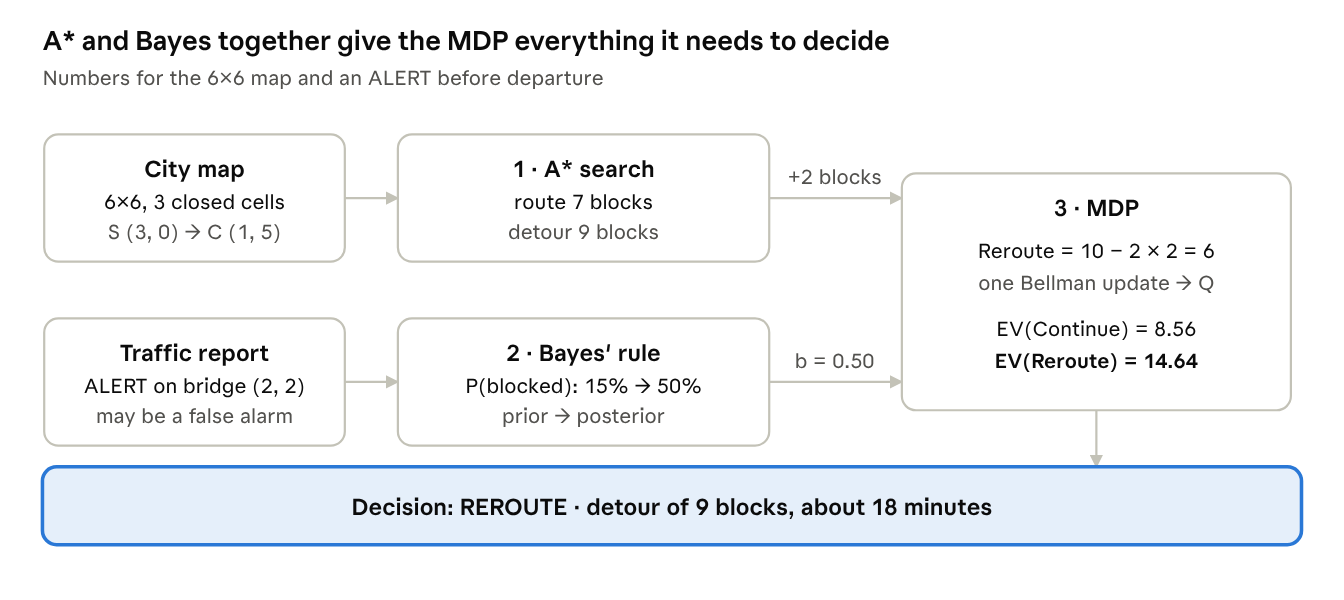 A* and Bayes together give the MDP everything it needs to decide
Numbers for the 6×6 map and an ALERT before departure
City map
6×6, 3 closed cells
S (3, 0) → C (1, 5)
1 · A* search
route 7 blocks
detour 9 blocks
+2 blocks
3 · MDP
Reroute = 10 − 2 × 2 = 6
one Bellman update → Q
EV(Continue) = 8.56
EV(Reroute) = 14.64
Traffic report
ALERT on bridge (2, 2)
may be a false alarm
2 · Bayes' rule
P(blocked): 15% → 50%
prior → posterior
b = 0.50
Decision: REROUTE · detour of 9 blocks, about 18 minutes